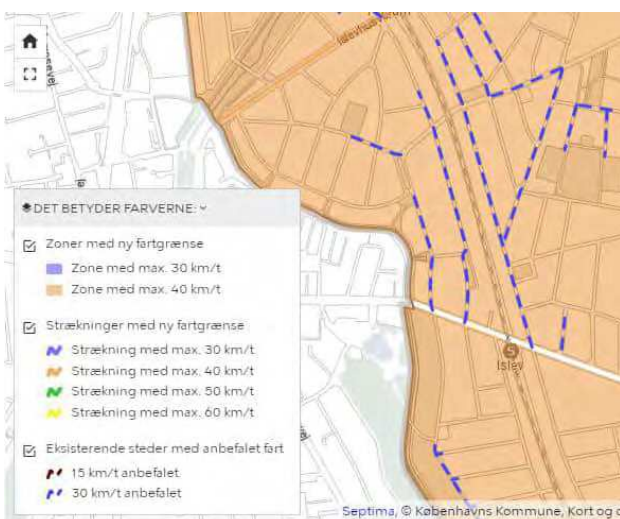 DET BETYDER FARVERNE:
Zoner med ny fartgrænse
Zone med max. 30 km/t
Zone med max. 40 km/t
Strækninger med ny fartgrænse
Strækning med max. 30 km/t
Strækning med max. 40 km/t
Strækning med max. 50 km/t
Strækning med max. 60 km/t
Eksisterende steder med anbefalet fart
15 km/t anbefalet
30 km/t anbefalet
S
Islev
Septima, © Københavns Kommune, Kort og d